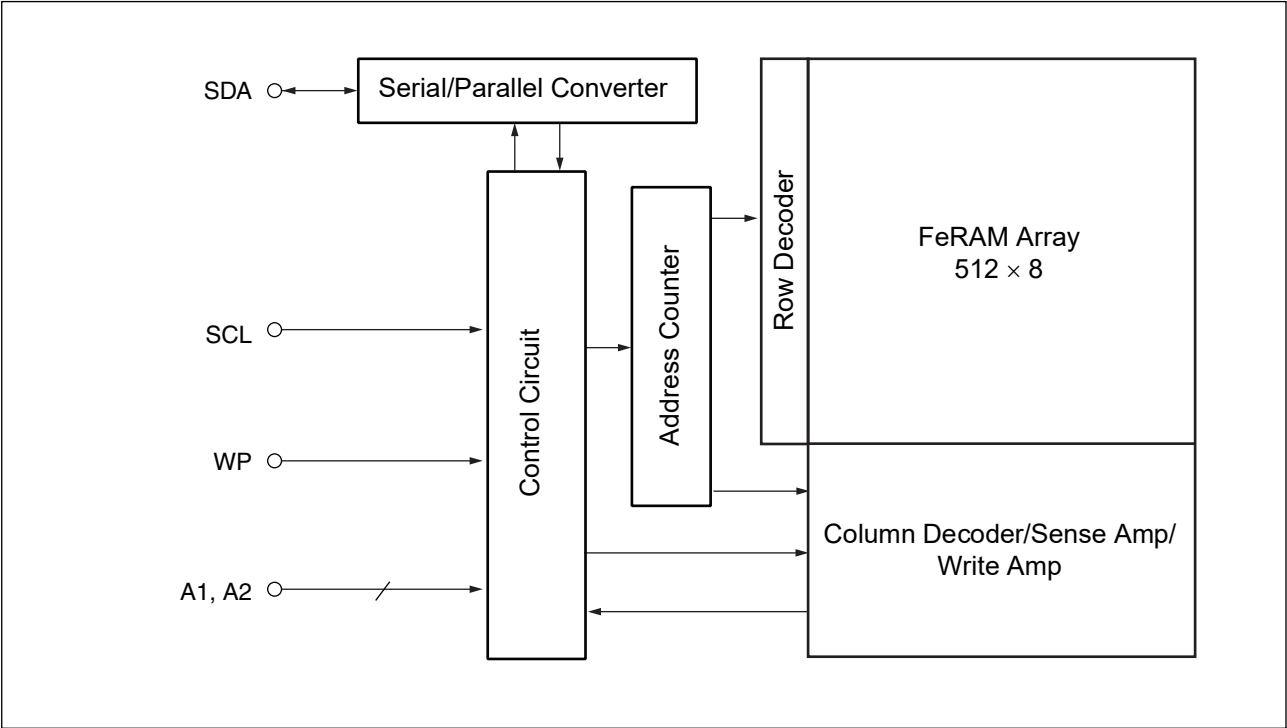 SDA
Serial/Parallel Converter
SCL
WP
A1, A2
Control Circuit
Address Counter
Row Decoder
FeRAM Array
512 × 8
Column Decoder/Sense Amp/
Write Amp